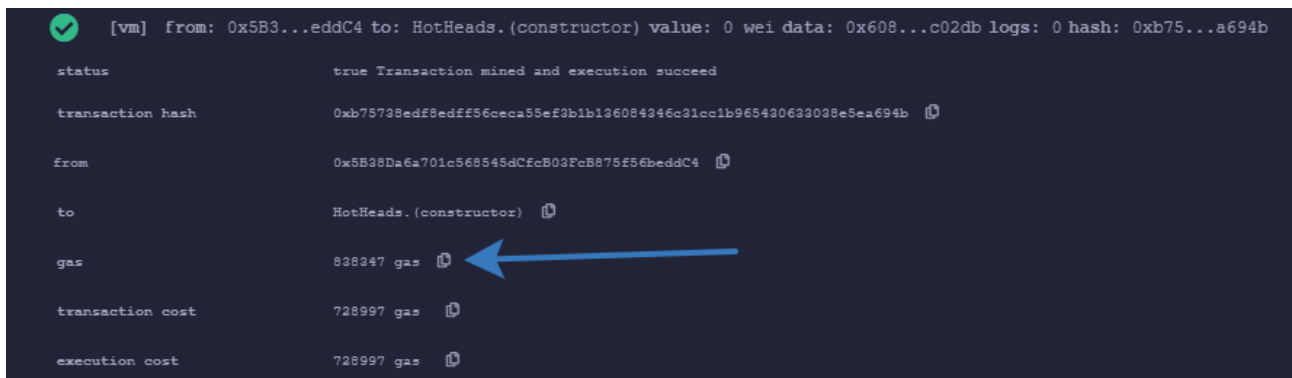 [vm] from: 0x5B3...eddC4 to: HotHeads.(constructor) value: 0 wei data: 0x608...c02db logs: 0 hash: 0xb75...a694b
status true Transaction mined and execution succeed
transaction hash 0xb75738edf8edff56ceca55ef3b1b136084346c31cc1b965430633038e5ea694b
from 0x5B38Da6a701c568545dCfcB03FcB875f56beddC4
to HotHeads.(constructor)
gas 838347 gas
transaction cost 728997 gas
execution cost 728997 gas